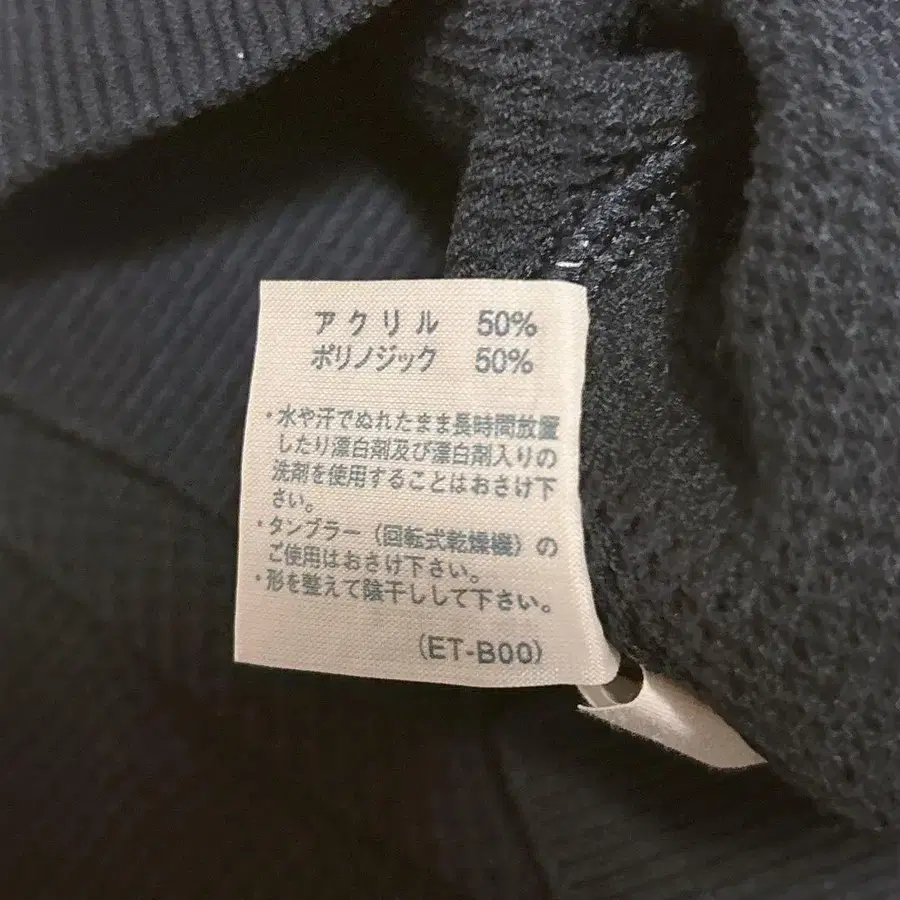 アクリル 50%
ポリノジック 50%
・水や汗でぬれたまま長時間放置
したり漂白剤及び漂白剤入りの
洗剤を使用することはおさけ下
さい。
・タンブラー（回転式乾燥機）の
ご使用はおさけ下さい。
・形を整えて陰干しして下さい。
（ET-B00）